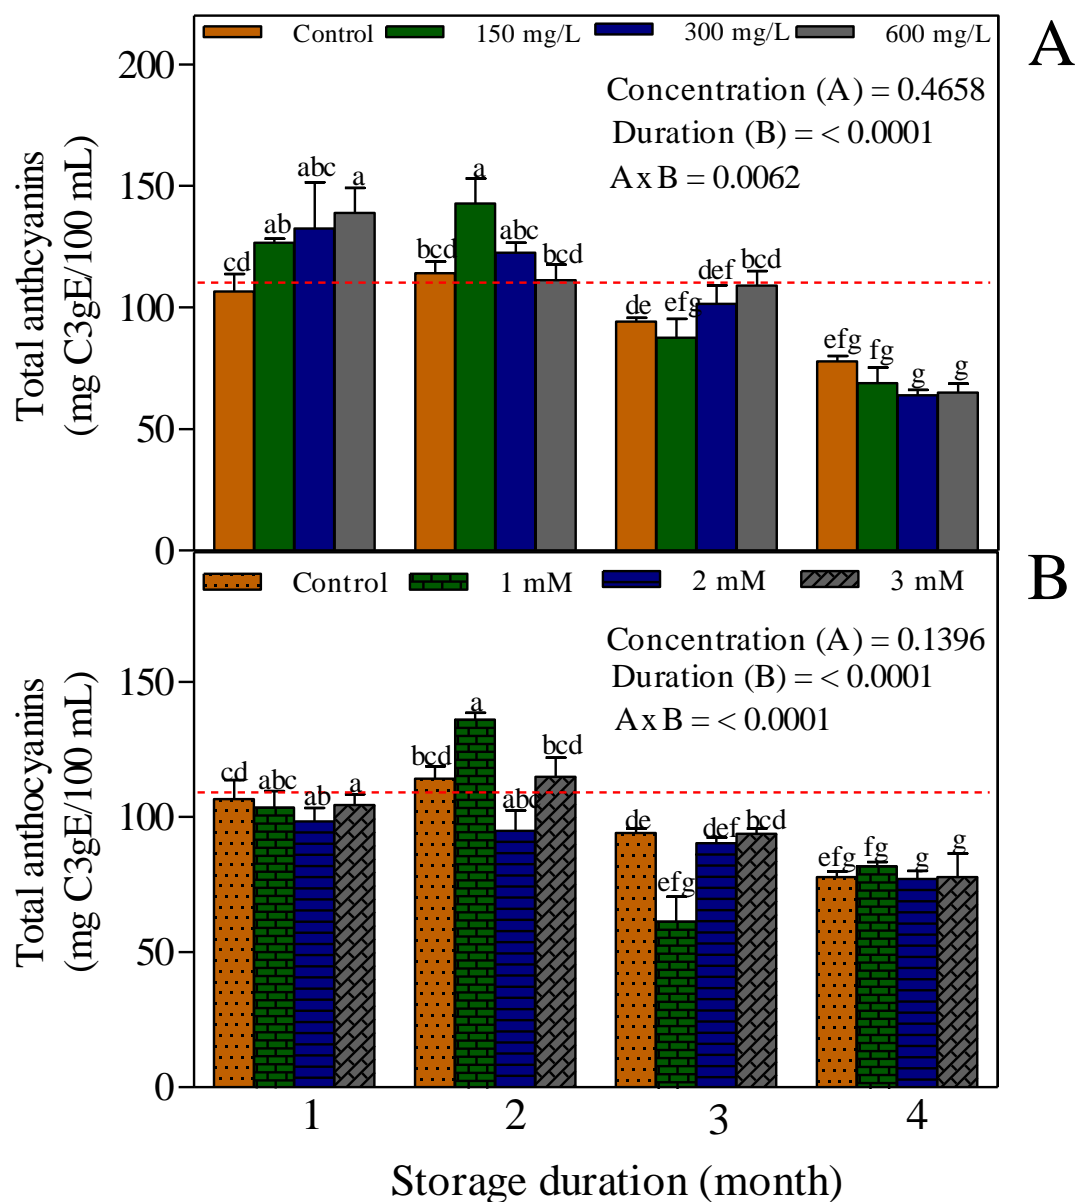 Control 150 mg/L 300 mg/L 600 mg/L
A
Concentration (A) = 0.4658
Duration (B) = < 0.0001
A x B = 0.0062
Total anthcyanins
(mg C3gE/100 mL)
200
150
100
50
0
cd ab abc a
bcd a abc bcd
de efg def bcd
efg fg g g
Control 1 mM 2 mM 3 mM
B
Concentration (A) = 0.1396
Duration (B) = < 0.0001
A x B = < 0.0001
Total anthocyanins
(mg C3gE/100 mL)
150
100
50
0
cd abc ab a
bcd a abc bcd
de efg def bcd
efg fg g g
1 2 3 4
Storage duration (month)